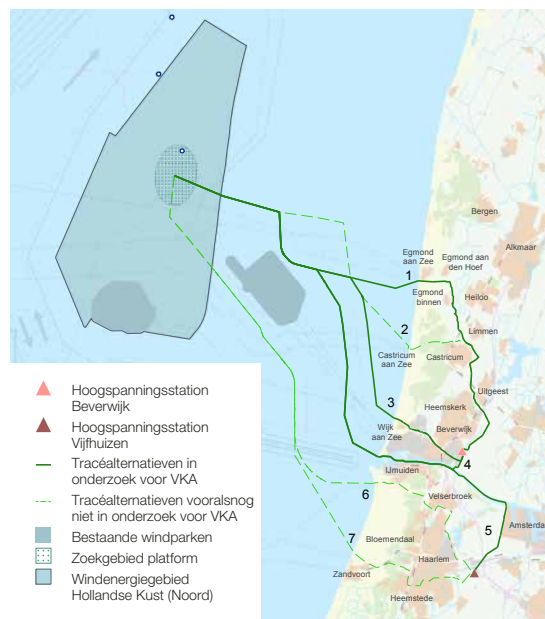 Bergen
Alkmaar
Egmond
aan Zee
Egmond aan
den Hoef
1
Egmond
binnen
Heiloo
2
Limmen
Castricum
aan Zee
Castricum
Uitgeest
3
Heemskerk
Wijk
aan Zee
Beverwijk
4
IJmuiden
6
Velserbroek
5
Amsterda
7
Bloemendaal
Haarlem
Zandvoort
Heemstede
Hoogspanningsstation
Beverwijk
Hoogspanningsstation
Vijfhuizen
Tracéalternatieven in
onderzoek voor VKA
Tracéalternatieven vooralsnog
niet in onderzoek voor VKA
Bestaande windparken
Zoekgebied platform
Windenergiegebied
Hollandse Kust (Noord)